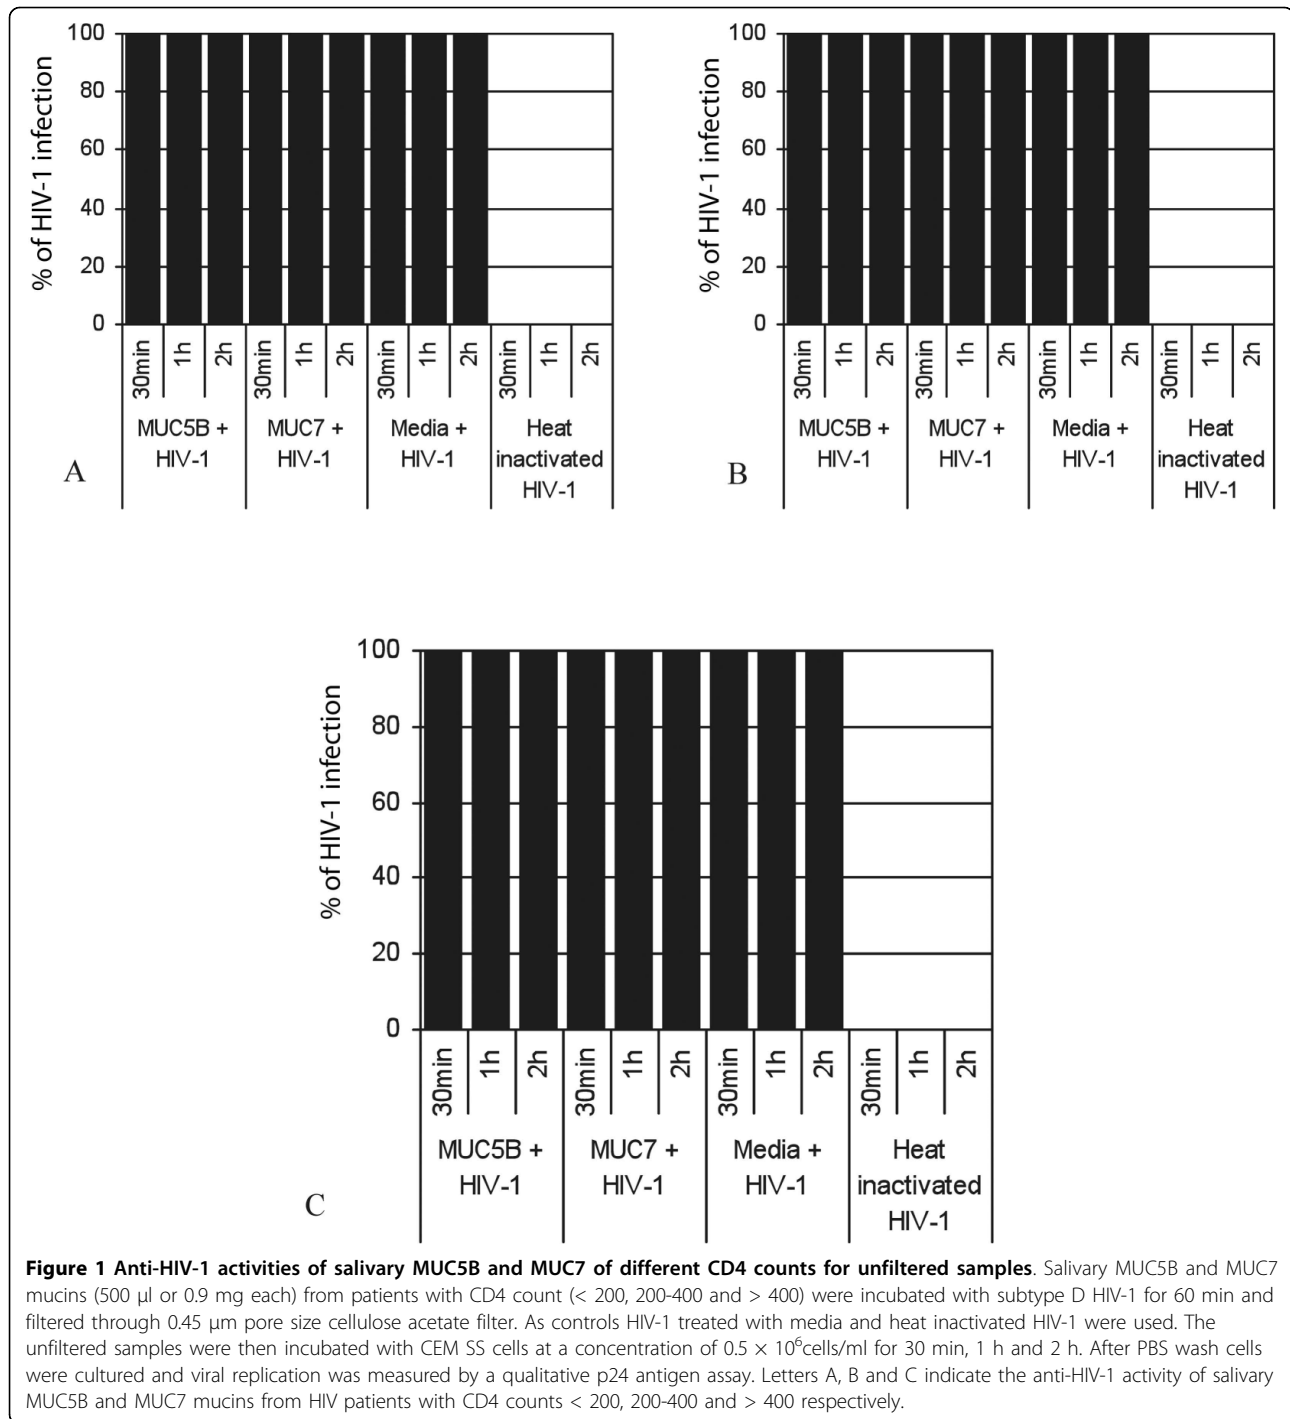 % of HIV-1 infection
100
80
60
40
20
0
30min 1h 2h 30min 1h 2h 30min 1h 2h 30min 1h 2h
MUC5B + MUC7 + Media + Heat
HIV-1 HIV-1 HIV-1 inactivated
HIV-1
A
% of HIV-1 infection
100
80
60
40
20
0
30min 1h 2h 30min 1h 2h 30min 1h 2h 30min 1h 2h
MUC5B + MUC7 + Media + Heat
HIV-1 HIV-1 HIV-1 inactivated
HIV-1
B
% of HIV-1 infection
100
80
60
40
20
0
30min 1h 2h 30min 1h 2h 30min 1h 2h 30min 1h 2h
MUC5B + MUC7 + Media + Heat
HIV-1 HIV-1 HIV-1 inactivated
HIV-1
C
Figure 1 Anti-HIV-1 activities of salivary MUC5B and MUC7 of different CD4 counts for unfiltered samples. Salivary MUC5B and MUC7
mucins (500 μl or 0.9 mg each) from patients with CD4 count (< 200, 200-400 and > 400) were incubated with subtype D HIV-1 for 60 min and
filtered through 0.45 μm pore size cellulose acetate filter. As controls HIV-1 treated with media and heat inactivated HIV-1 were used. The
unfiltered samples were then incubated with CEM SS cells at a concentration of 0.5 × 10⁶cells/ml for 30 min, 1 h and 2 h. After PBS wash cells
were cultured and viral replication was measured by a qualitative p24 antigen assay. Letters A, B and C indicate the anti-HIV-1 activity of salivary
MUC5B and MUC7 mucins from HIV patients with CD4 counts < 200, 200-400 and > 400 respectively.